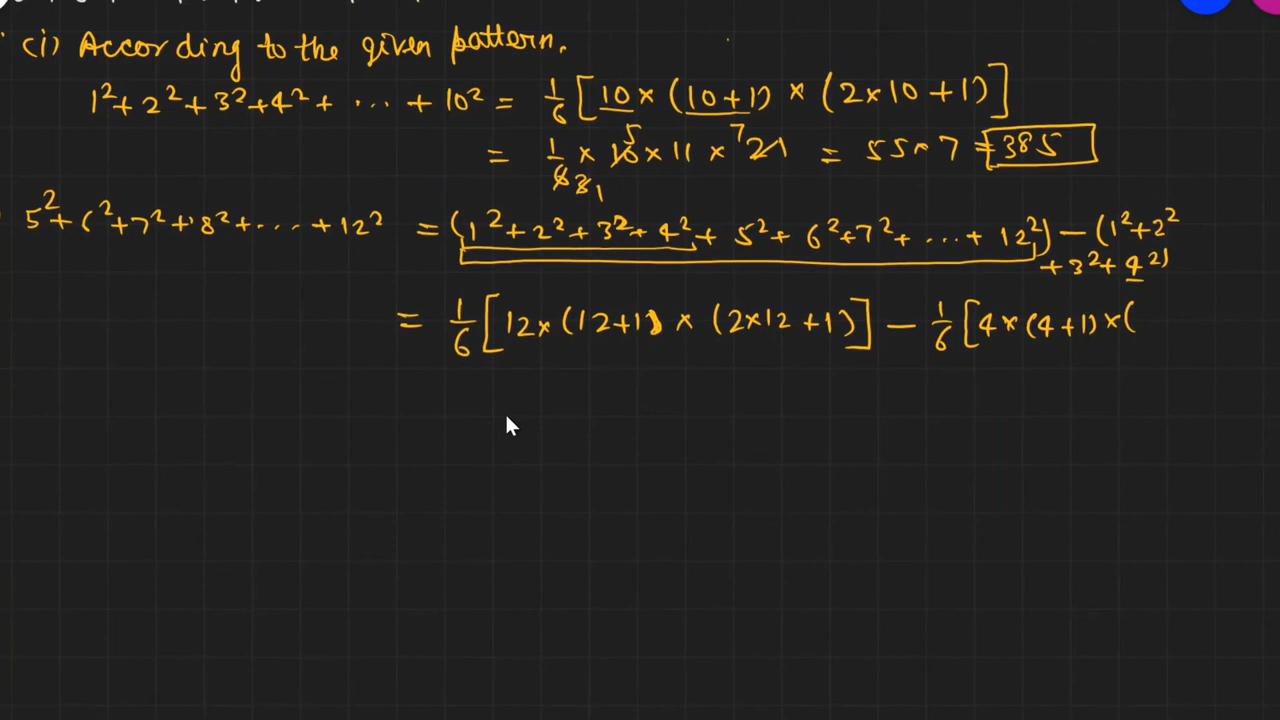 (i) According to the given pattern.
1²+2²+3²+4²+ ... + 10² = 1/6 [10 × (10+1) × (2×10+1)]
= 1/6 × 10 × 11 × 21 = 55×7 = 385
5²+6²+7²+8²+...+12² = (1²+2²+3²+4²+ 5²+ 6²+7²+ ... + 12²) – (1²+2²
+3²+4²)
= 1/6 [12×(12+1) × (2×12+1)] – 1/6 [4×(4+1)×(